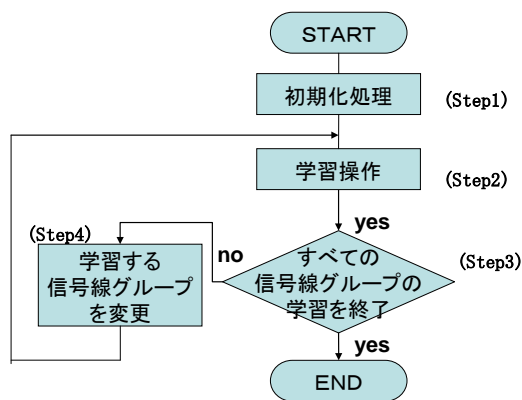 START
初期化処理
(Step1)
学習操作
(Step2)
yes
(Step4)
no
すべての
信号線グループの
学習を終了
(Step3)
学習する
信号線グループ
を変更
yes
END